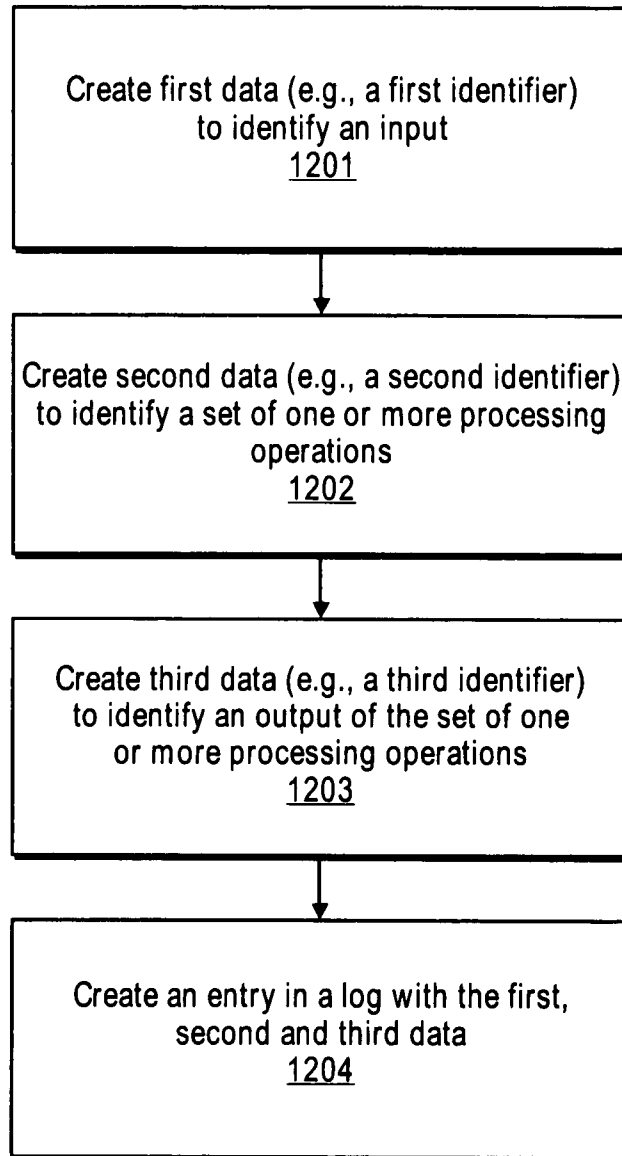 Create first data (e.g., a first identifier)
to identify an input
1201
Create second data (e.g., a second identifier)
to identify a set of one or more processing
operations
1202
Create third data (e.g., a third identifier)
to identify an output of the set of one
or more processing operations
1203
Create an entry in a log with the first,
second and third data
1204